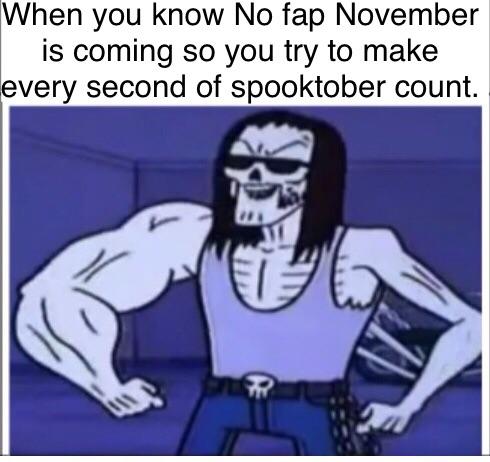 When you know No fap November
is coming so you try to make
every second of spooktober count.